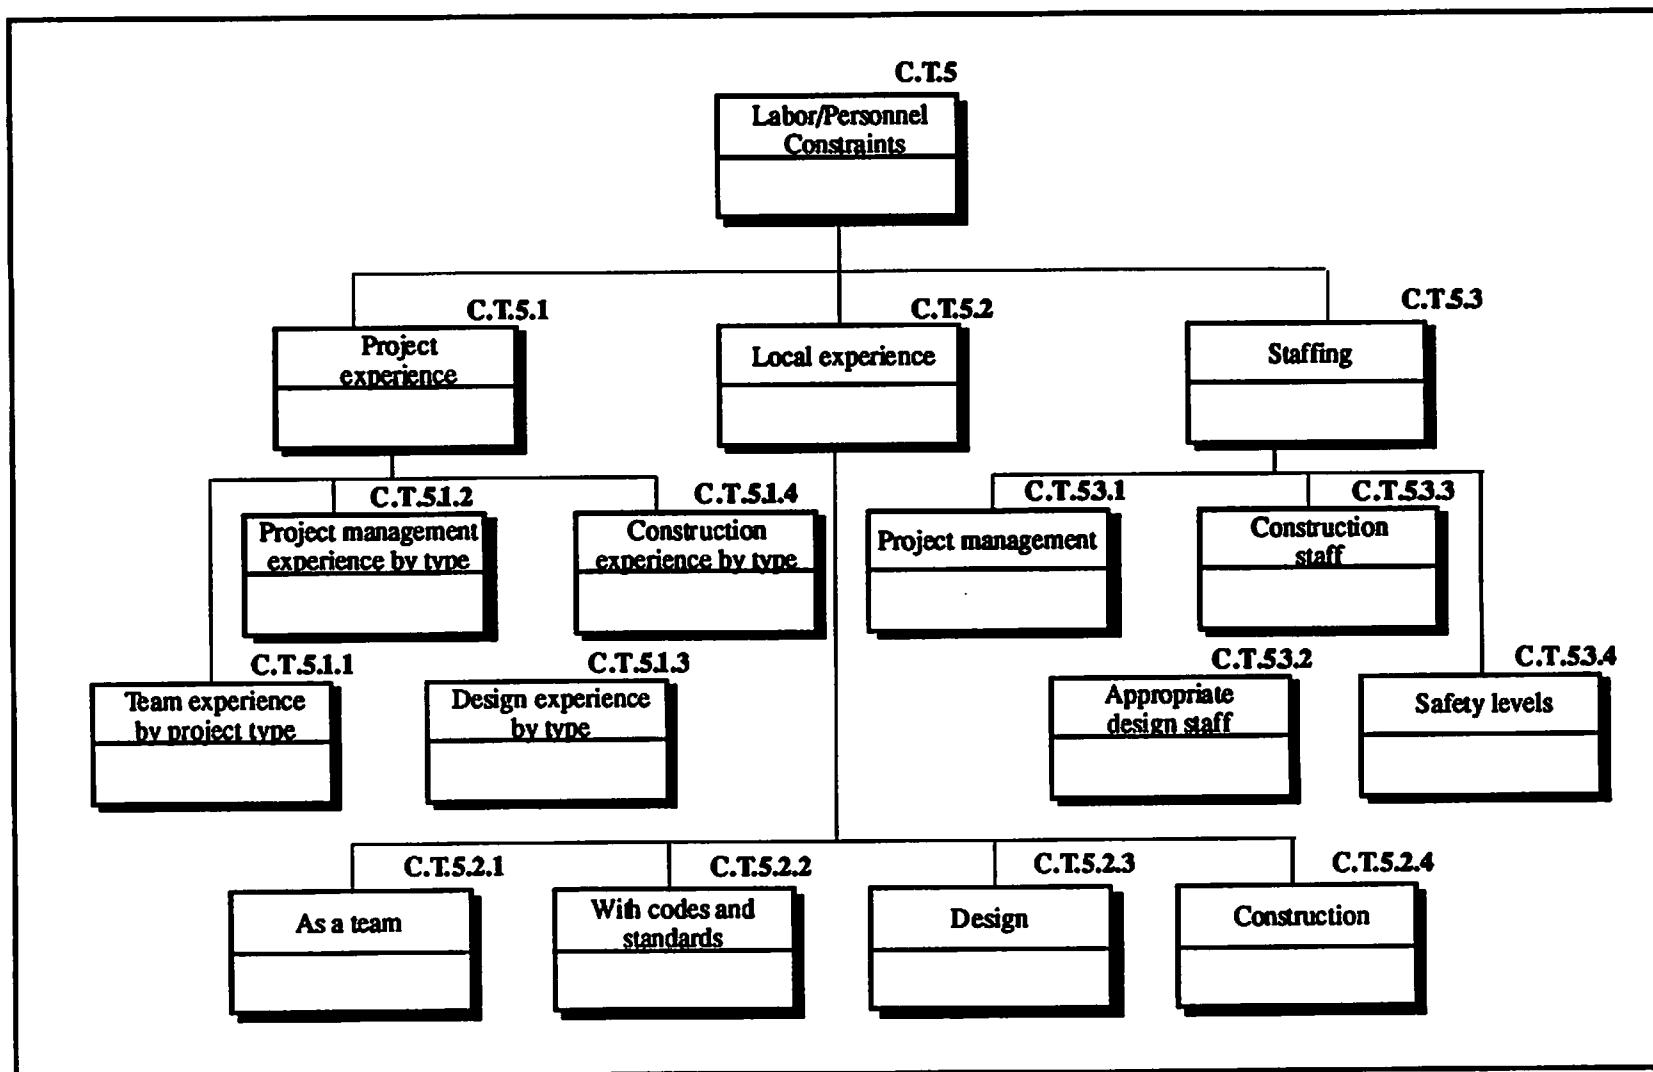 C.T.5
Labor/Personnel
Constraints
C.T.5.1
Project
experience
C.T.5.2
Local experience
C.T.5.3
Staffing
C.T.5.1.2
Project management
experience by type
C.T.5.1.4
Construction
experience by type
C.T.5.3.1
Project management
C.T.5.3.3
Construction
staff
C.T.5.1.1
Team experience
by project type
C.T.5.1.3
Design experience
by type
C.T.5.3.2
Appropriate
design staff
C.T.5.3.4
Safety levels
C.T.5.2.1
As a team
C.T.5.2.2
With codes and
standards
C.T.5.2.3
Design
C.T.5.2.4
Construction